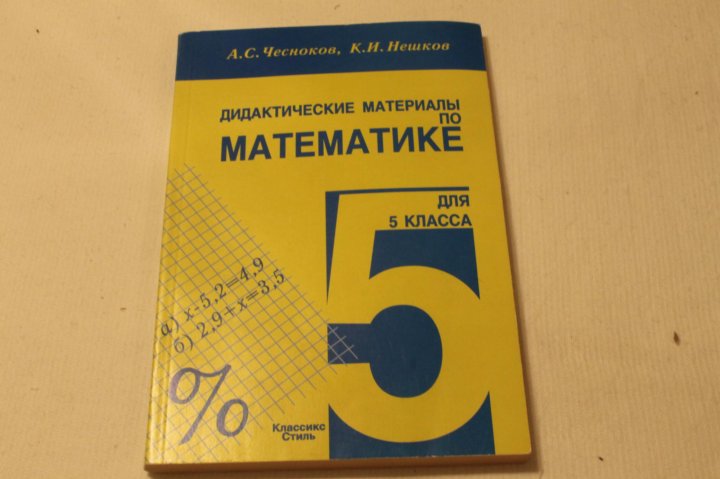 А.С. Чесноков, К.И. Нешков
ДИДАКТИЧЕСКИЕ МАТЕРИАЛЫ
ПО
МАТЕМАТИКЕ
ДЛЯ
5 КЛАССА
5
а) x-5,2=4,9
б) 2,9+x=3,5
%
Классикс
Стиль